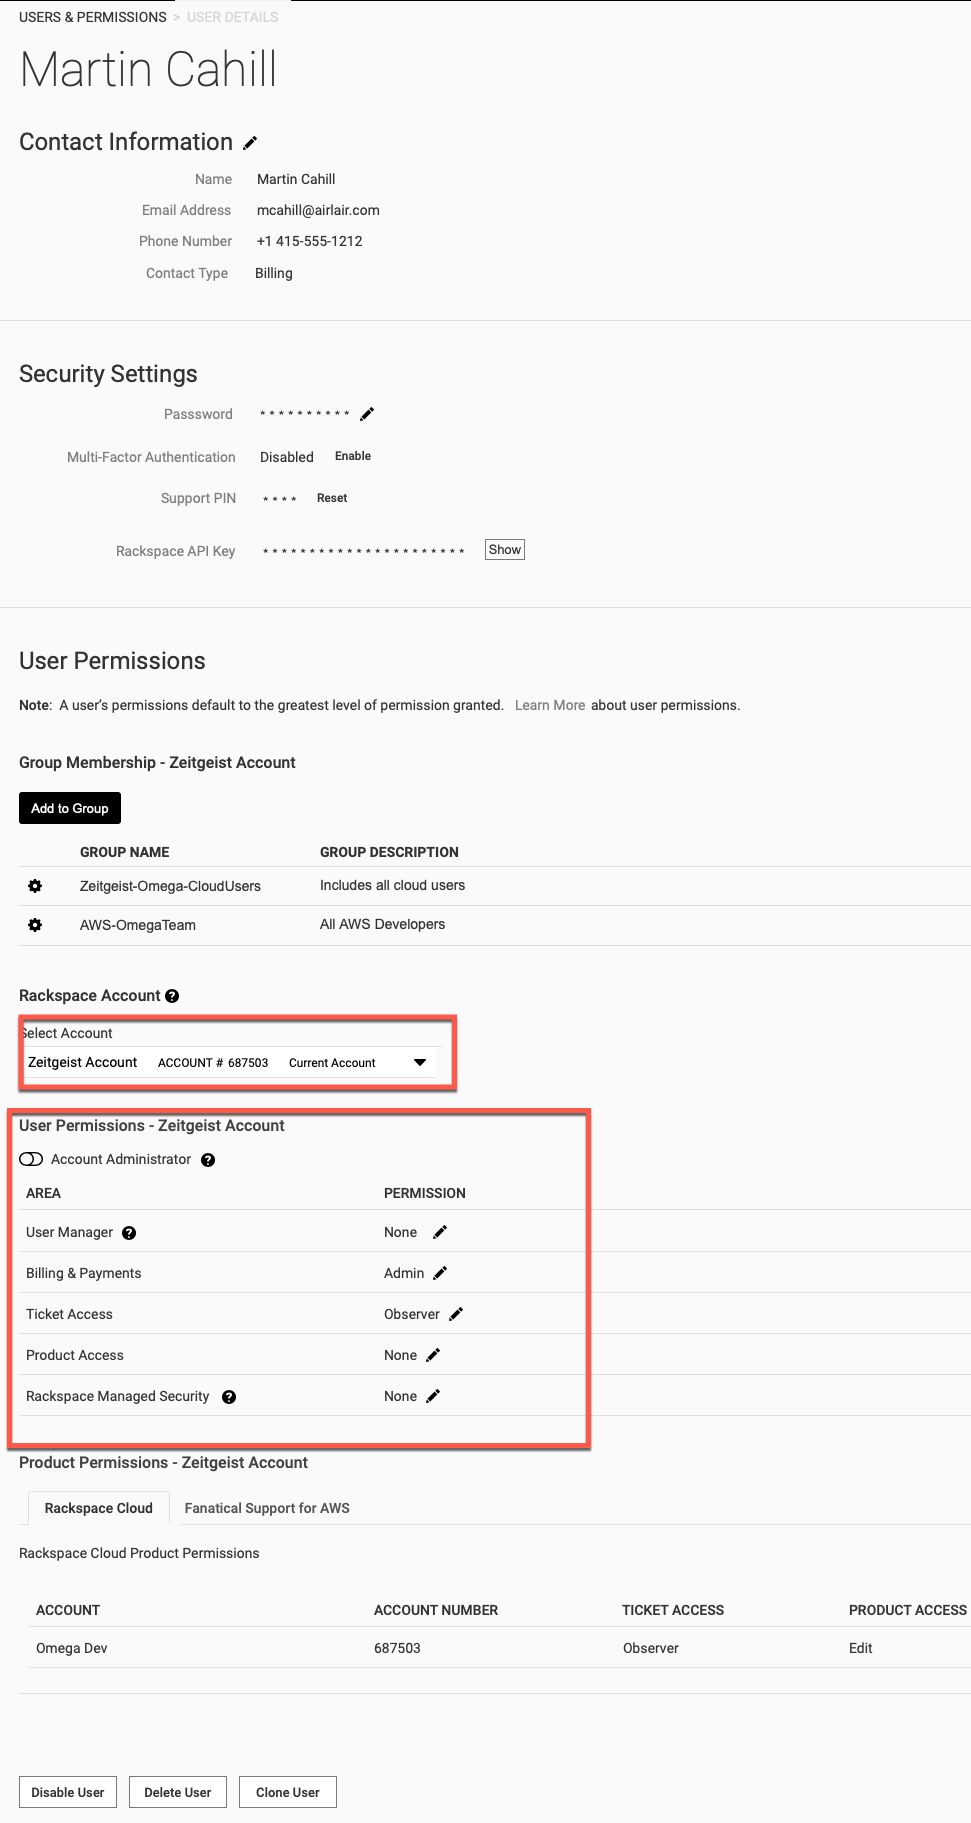 USERS & PERMISSIONS > USER DETAILS
Martin Cahill
Contact Information
Name Martin Cahill
Email Address mcahill@airlair.com
Phone Number +1 415-555-1212
Contact Type Billing
Security Settings
Passsword * * * * * * * * * *
Multi-Factor Authentication Disabled Enable
Support PIN * * * * Reset
Rackspace API Key * * * * * * * * * * * * * * * * * * * * * * Show
User Permissions
Note: A user's permissions default to the greatest level of permission granted. Learn More about user permissions.
Group Membership - Zeitgeist Account
Add to Group
GROUP NAME GROUP DESCRIPTION
Zeitgeist-Omega-CloudUsers Includes all cloud users
AWS-OmegaTeam All AWS Developers
Rackspace Account ?
Select Account
Zeitgeist Account ACCOUNT # 687503 Current Account
User Permissions - Zeitgeist Account
Account Administrator ?
AREA PERMISSION
User Manager ? None
Billing & Payments Admin
Ticket Access Observer
Product Access None
Rackspace Managed Security ? None
Product Permissions - Zeitgeist Account
Rackspace Cloud Fanatical Support for AWS
Rackspace Cloud Product Permissions
ACCOUNT ACCOUNT NUMBER TICKET ACCESS PRODUCT ACCESS
Omega Dev 687503 Observer Edit
Disable User Delete User Clone User